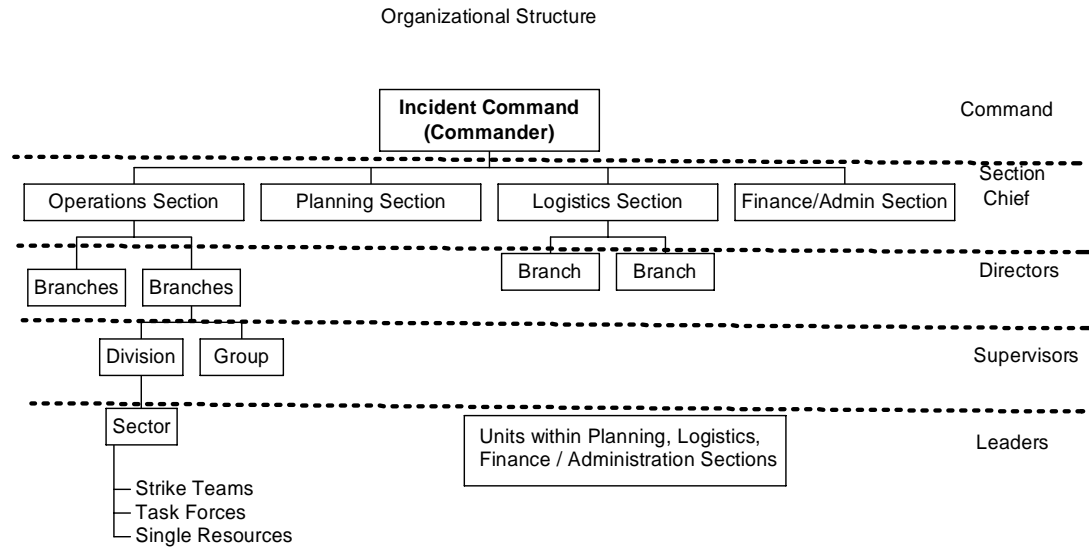 Organizational Structure
Incident Command
(Commander)
Command
Section
Chief
Operations Section
Planning Section
Logistics Section
Finance/Admin Section
Branches
Branches
Branch
Branch
Directors
Division
Group
Supervisors
Sector
Units within Planning, Logistics,
Finance / Administration Sections
Leaders
Strike Teams
Task Forces
Single Resources